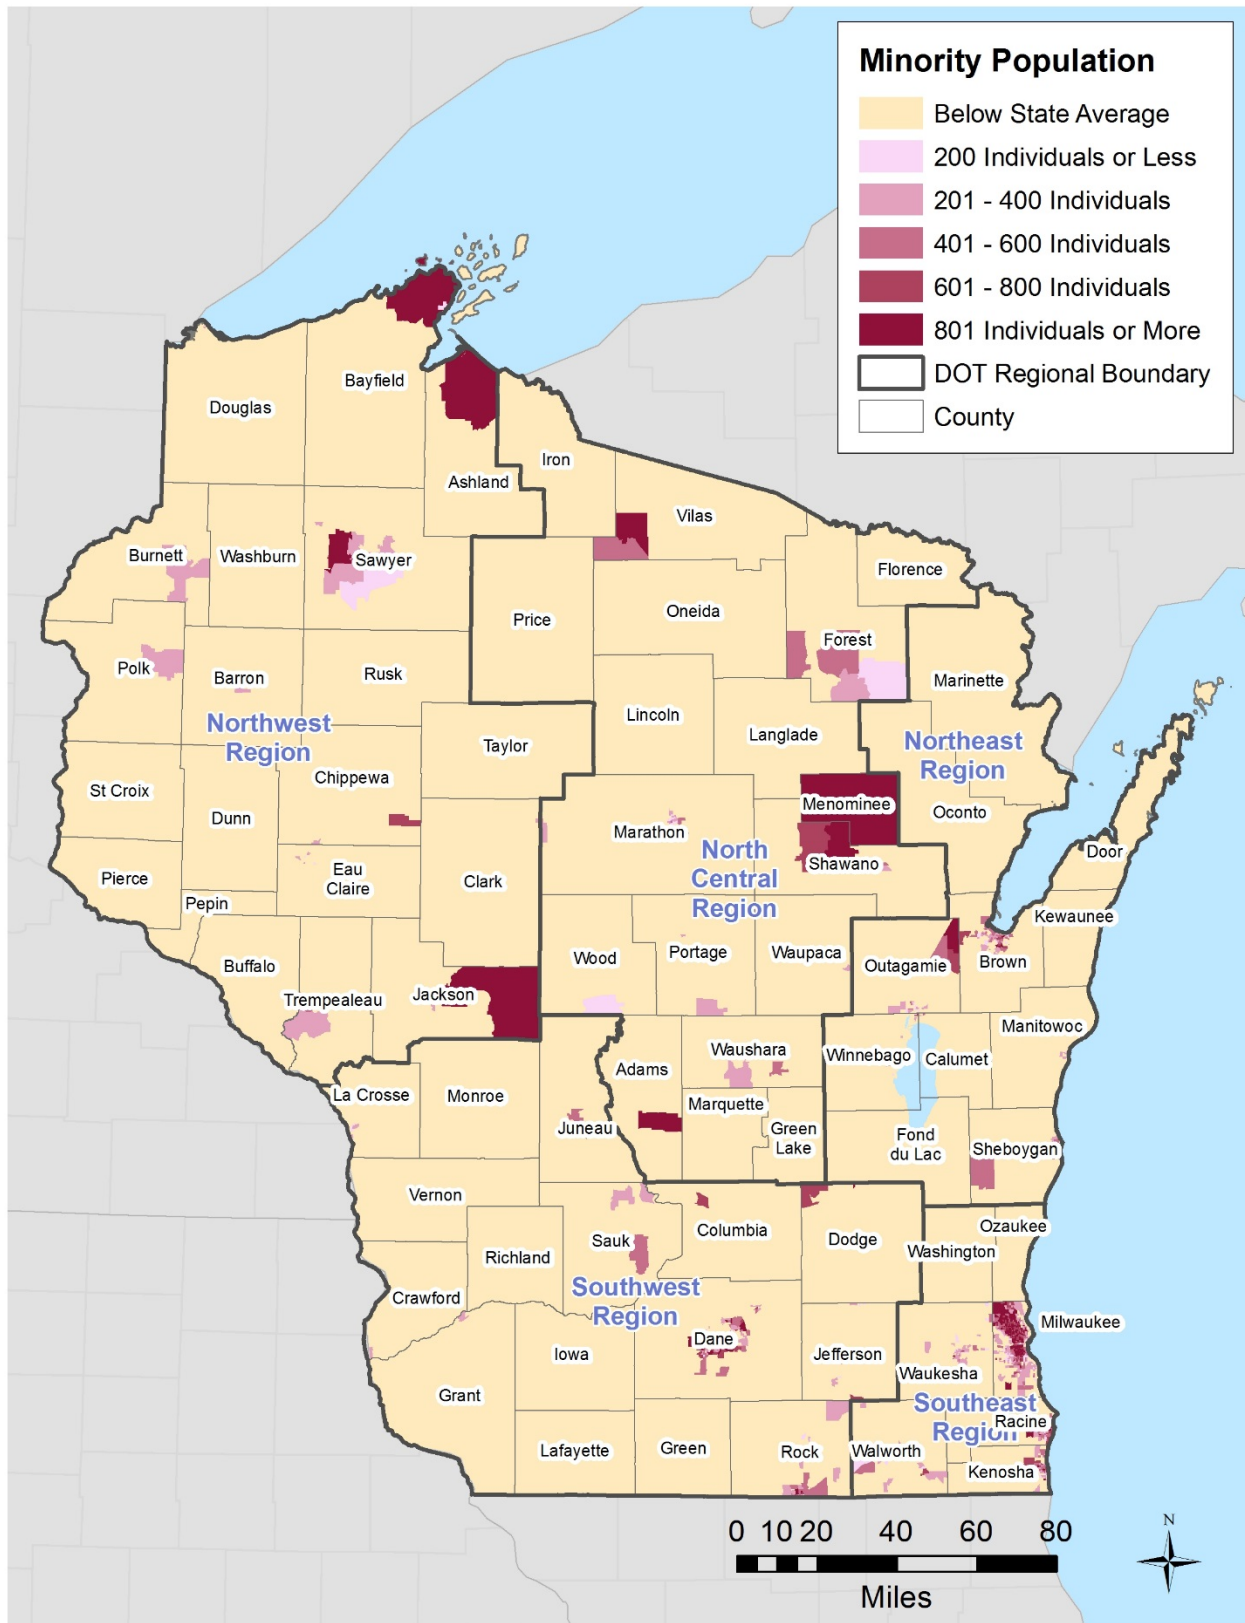 Minority Population
Below State Average
200 Individuals or Less
201 - 400 Individuals
401 - 600 Individuals
601 - 800 Individuals
801 Individuals or More
DOT Regional Boundary
County
Bayfield
Douglas
Iron
Ashland
Vilas
Burnett
Washburn
Sawyer
Florence
Oneida
Price
Forest
Polk
Barron
Rusk
Marinette
Northwest
Region
Lincoln
Langlade
Taylor
Northeast
Region
Chippewa
St Croix
Dunn
Menominee
Oconto
Marathon
Door
North
Central
Region
Shawano
Eau
Claire
Pierce
Clark
Pepin
Kewaunee
Buffalo
Wood
Portage
Waupaca
Outagamie
Brown
Trempealeau
Jackson
Manitowoc
Waushara
Winnebago
Calumet
Adams
La Crosse
Monroe
Marquette
Juneau
Green
Lake
Fond
du Lac
Sheboygan
Vernon
Columbia
Ozaukee
Sauk
Dodge
Washington
Richland
Southwest
Region
Crawford
Milwaukee
Dane
Iowa
Jefferson
Waukesha
Grant
Southeast
Region
Racine
Lafayette
Green
Rock
Walworth
Kenosha
0 10 20 40 60 80
Miles
N